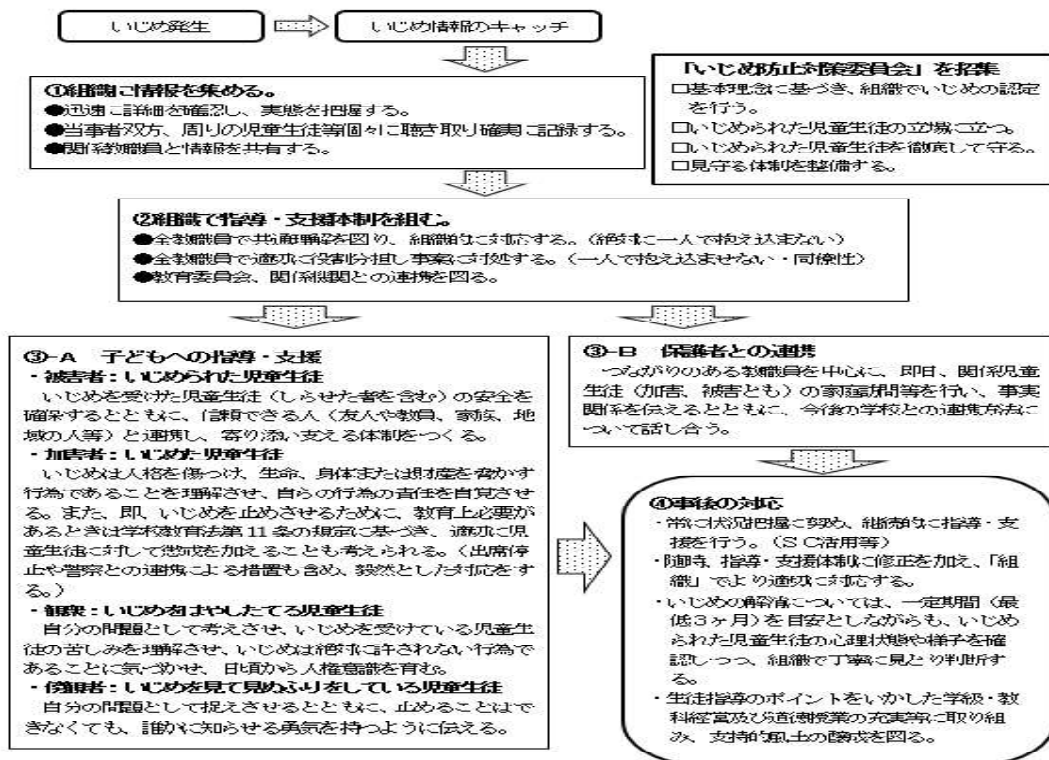 いじめ発生
いじめ情報のキャッチ
①組織に情報を集める。
●迅速に詳細を確認し、実態を把握する。
●当事者双方、周りの児童生徒等個々に聴き取り確実に記録する。
●関係教職員と情報を共有する。
「いじめ防止対策委員会」を招集
□基本理念に基づき、組織でいじめの認定
を行う。
□いじめられた児童生徒の立場に立つ。
□いじめられた児童生徒を徹底して守る。
□見守る体制を整備する。
②組織で指導・支援体制を組む。
●全教職員で共通理解を図り、組織的に対応する。(絶対に一人で抱え込まない)
●全教職員で適切に役割分担し事案に対処する。(一人で抱え込ませない・同僚性)
●教育委員会、関係機関との連携を図る。
③-A 子どもへの指導・支援
・被害者:いじめられた児童生徒
いじめを受けた児童生徒(しらせた者を含む)の安全を
確保するとともに、信頼できる人(友人や教員、家族、地
域の人等)と連携し、寄り添い支える体制をつくる。
・加害者:いじめた児童生徒
いじめは人格を傷つけ、生命、身体または財産を脅かす
行為であることを理解させ、自らの行為の責任を自覚させ
る。また、即、いじめを止めさせるために、教育上必要が
あるときは学校教育法第11条の規定に基づき、適切に児
童生徒に対して懲戒を加えることも考えられる。(出席停
止や警察との連携による措置も含め、毅然とした対応をす
る。)
・観衆:いじめをはやしたてる児童生徒
自分の問題として考えさせ、いじめを受けている児童生
徒の苦しみを理解させ、いじめは絶対に許されない行為で
あることに気づかせ、日頃から人権意識を育む。
・傍観者:いじめを見て見ぬふりをしている児童生徒
自分の問題として捉えさせるとともに、止めることはで
きなくても、誰かに知らせる勇気を持つように伝える。
③-B 保護者との連携
つながりのある教職員を中心に、即日、関係児童
生徒(加害、被害とも)の家庭訪問等を行い、事実
関係を伝えるとともに、今後の学校との連携方法に
ついて話し合う。
④事後の対応
・常に状況把握に努め、継続的に指導・支
援を行う。(SC活用等)
・随時、指導・支援体制に修正を加え、「組
織」でより適切に対応する。
・いじめの解消については、一定期間(最
低3ヶ月)を目安としながらも、いじめ
られた児童生徒の心理状態や様子を確
認しつつ、組織で丁寧に見とり判断す
る。
・生徒指導のポイントをいかした学級・教
科経営及び道徳授業の充実等に取り組
み、支持的風土の醸成を図る。